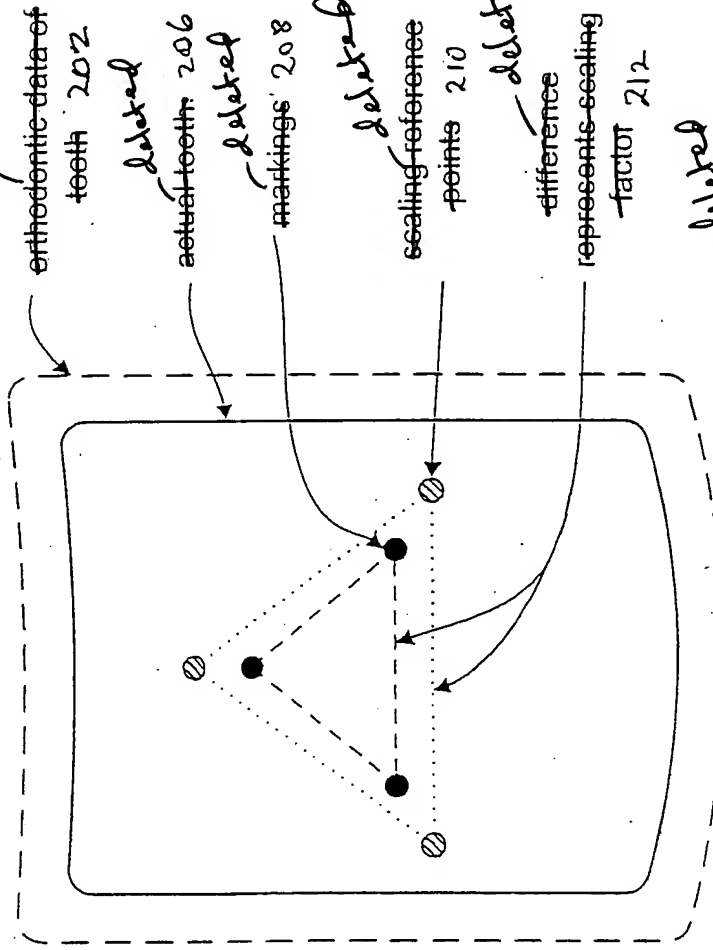 orthodontic data of
tooth 202
deleted
actual tooth. 206
deleted
markings 208
deleted
scaling reference
points 210
delet
difference
represents scaling
factor 212
deleted